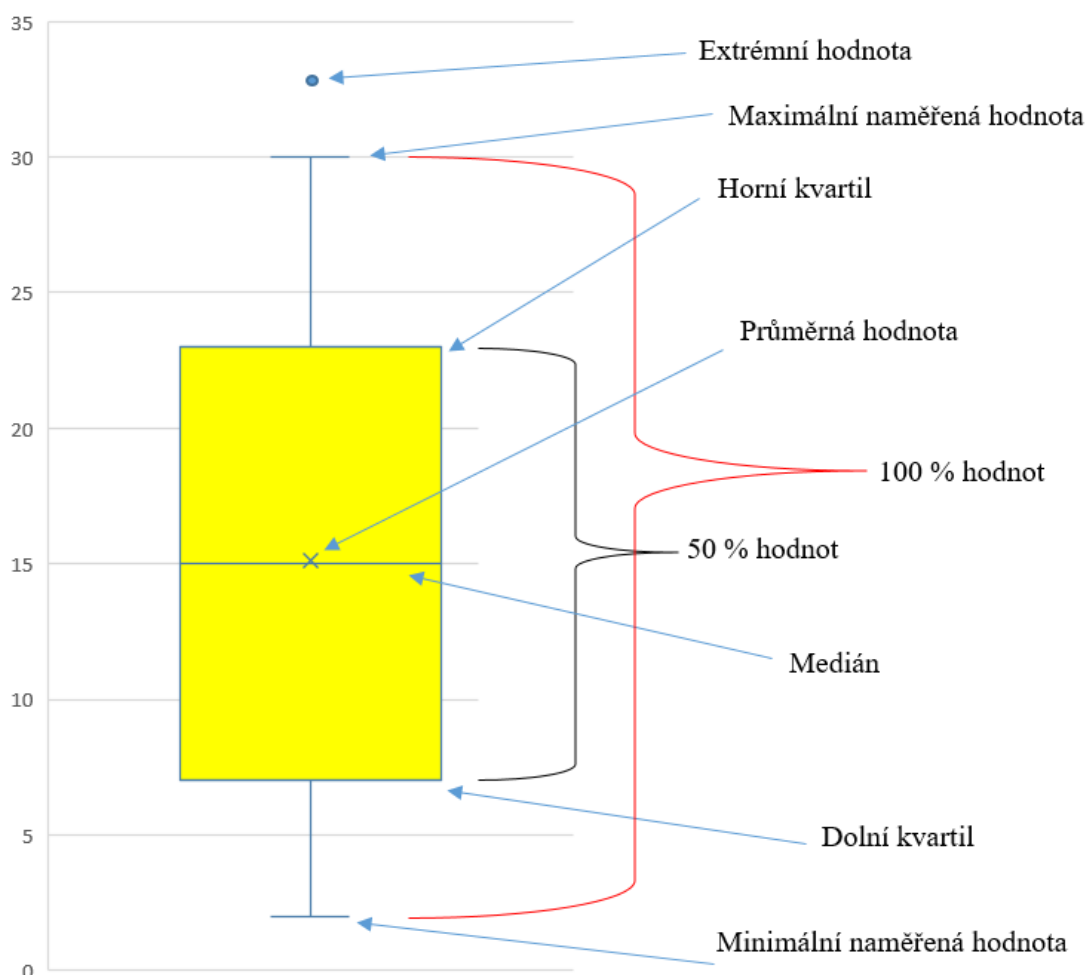 35
Extrémní hodnota
Maximální naměřená hodnota
30
Horní kvartil
25
Průměrná hodnota
20
100 % hodnot
50 % hodnot
15
Medián
10
Dolní kvartil
5
Minimální naměřená hodnota
0